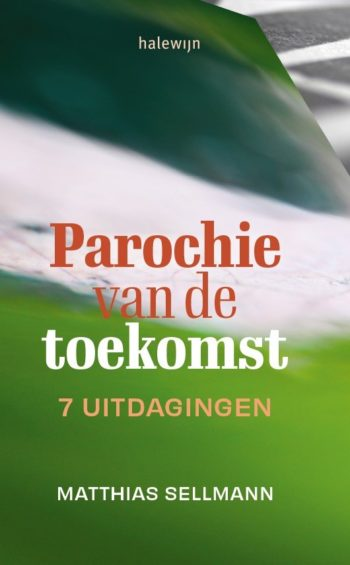 halewijn
Parochie
van de
toekomst
7 UITDAGINGEN
MATTHIAS SELLMANN